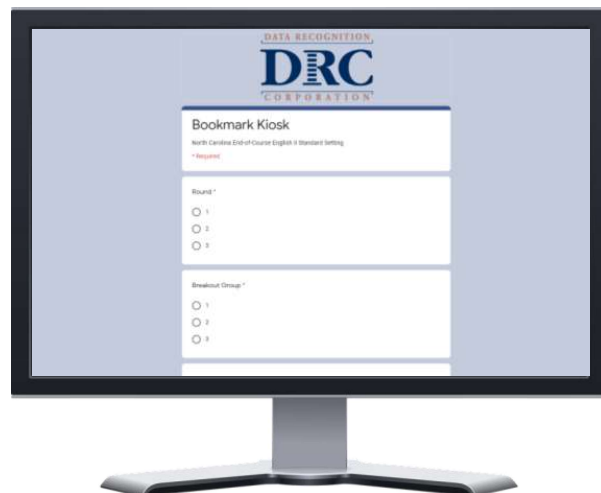 DATA RECOGNITION
DRC
CORPORATION
Bookmark Kiosk
North Carolina End-of-Course English II Standard Setting
* Required
Round *
1
2
3
Breakout Group *
1
2
3